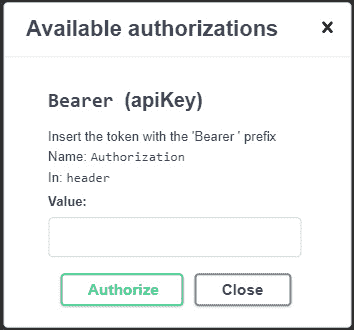 Available authorizations
Bearer (apiKey)
Insert the token with the 'Bearer ' prefix
Name: Authorization
In: header
Value:
Authorize
Close